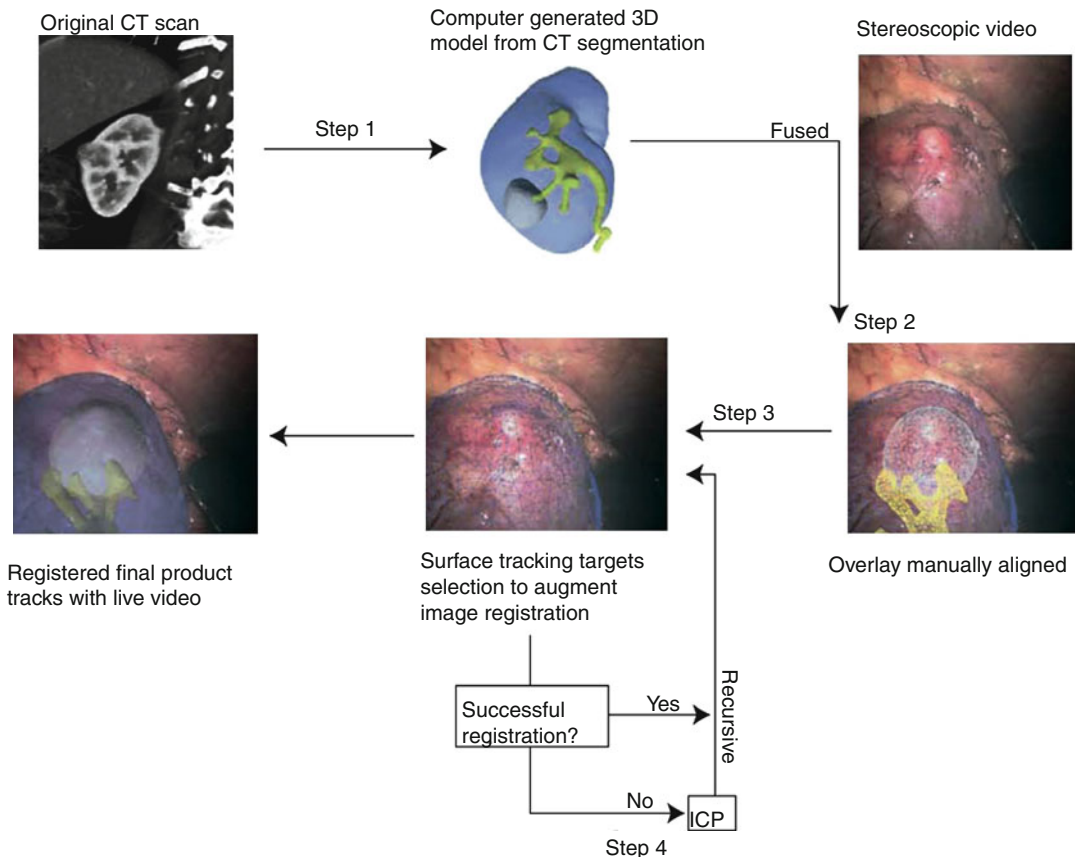 Original CT scan
Computer generated 3D
model from CT segmentation
Stereoscopic video
Step 1
Fused
Step 2
Step 3
Registered final product
tracks with live video
Surface tracking targets
selection to augment
image registration
Overlay manually aligned
Successful
registration?
Yes
Recursive
No
ICP
Step 4